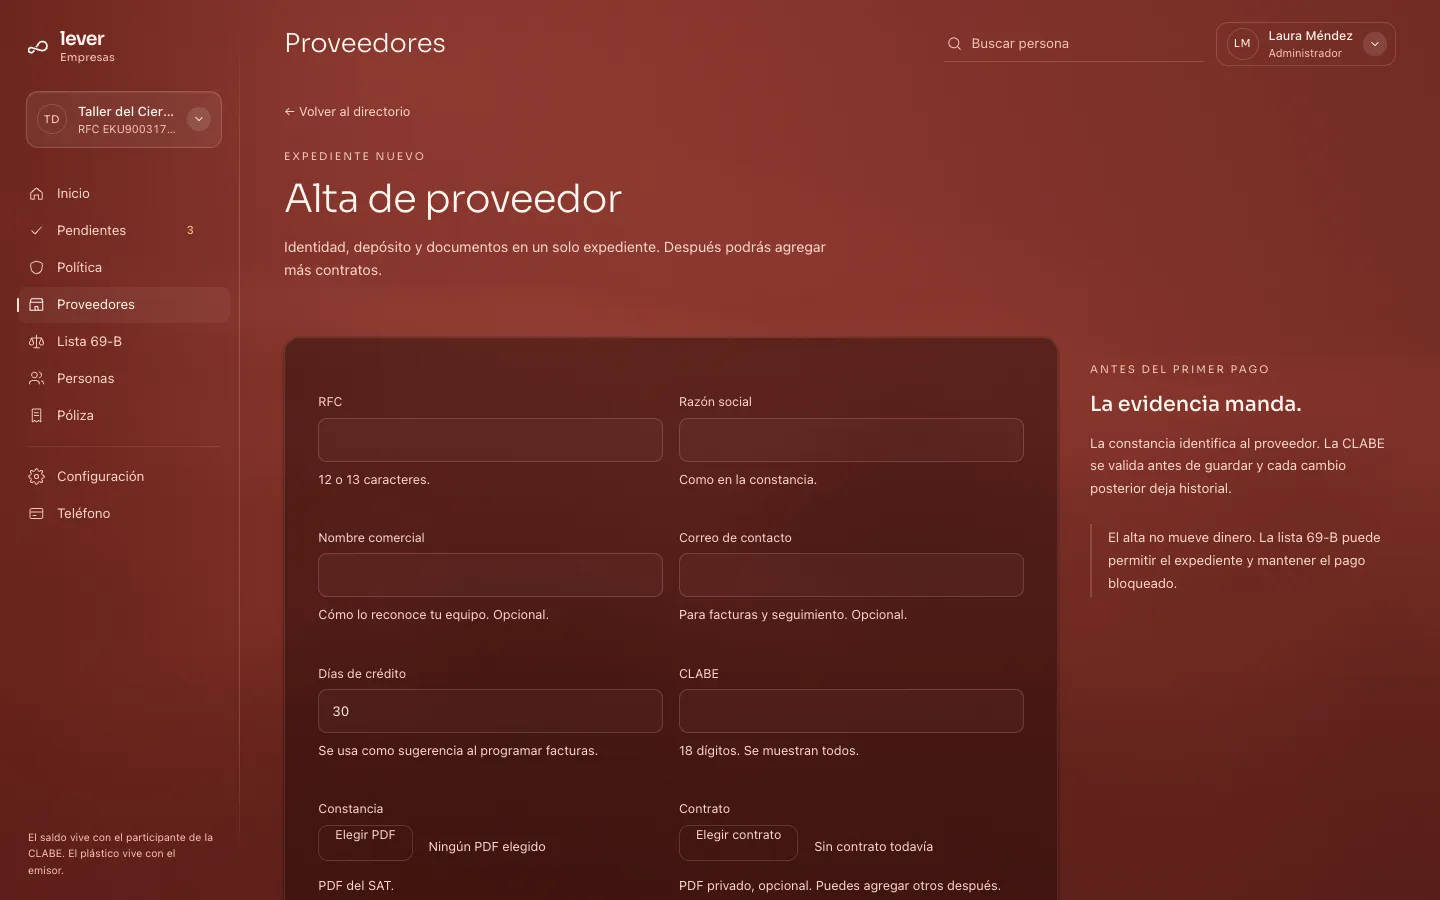 lever
Empresas
TD
Taller del Cier...
RFC EKU900317...
Inicio
Pendientes
3
Política
Proveedores
Lista 69-B
Personas
Póliza
Configuración
Teléfono
El saldo vive con el participante de la
CLABE. El plástico vive con el
emisor.
Proveedores
Buscar persona
LM
Laura Méndez
Administrador
← Volver al directorio
EXPEDIENTE NUEVO
Alta de proveedor
Identidad, depósito y documentos en un solo expediente. Después podrás agregar
más contratos.
RFC
Razón social
12 o 13 caracteres.
Como en la constancia.
Nombre comercial
Correo de contacto
Cómo lo reconoce tu equipo. Opcional.
Para facturas y seguimiento. Opcional.
Días de crédito
CLABE
30
Se usa como sugerencia al programar facturas.
18 dígitos. Se muestran todos.
Constancia
Contrato
Elegir PDF
Ningún PDF elegido
Elegir contrato
Sin contrato todavía
PDF del SAT.
PDF privado, opcional. Puedes agregar otros después.
ANTES DEL PRIMER PAGO
La evidencia manda.
La constancia identifica al proveedor. La CLABE
se valida antes de guardar y cada cambio
posterior deja historial.
El alta no mueve dinero. La lista 69-B puede
permitir el expediente y mantener el pago
bloqueado.